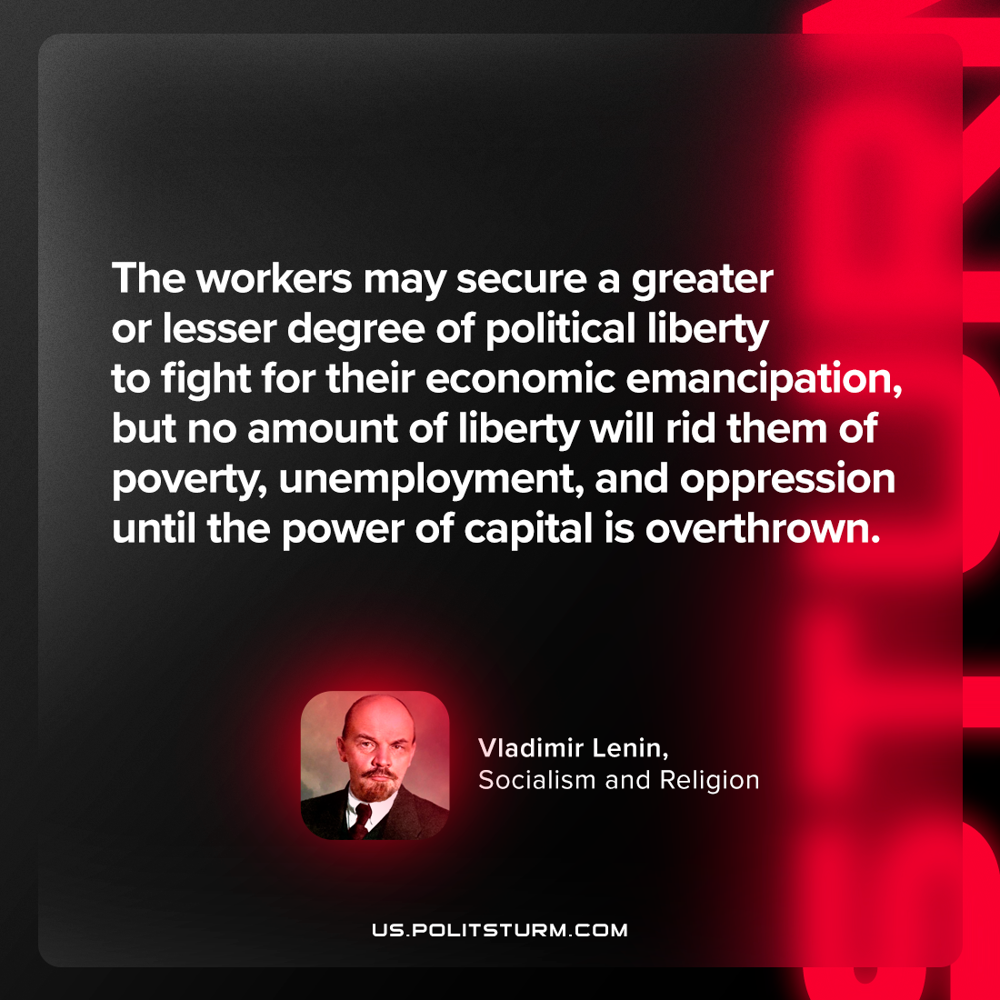 The workers may secure a greater
or lesser degree of political liberty
to fight for their economic emancipation,
but no amount of liberty will rid them of
poverty, unemployment, and oppression
until the power of capital is overthrown.
Vladimir Lenin,
Socialism and Religion
US.POLITSTURM.COM